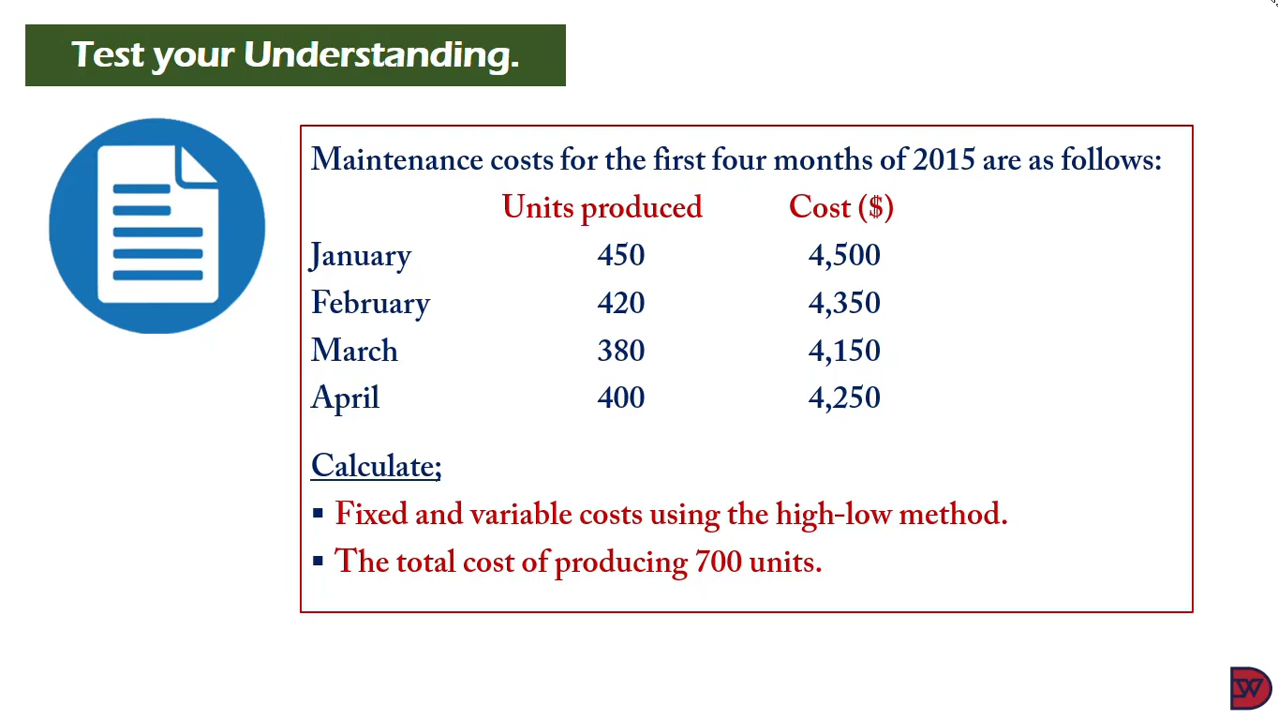 Test your Understanding.
Maintenance costs for the first four months of 2015 are as follows:
Units produced Cost ($)
January 450 4,500
February 420 4,350
March 380 4,150
April 400 4,250
Calculate;
▪ Fixed and variable costs using the high-low method.
▪ The total cost of producing 700 units.
DW